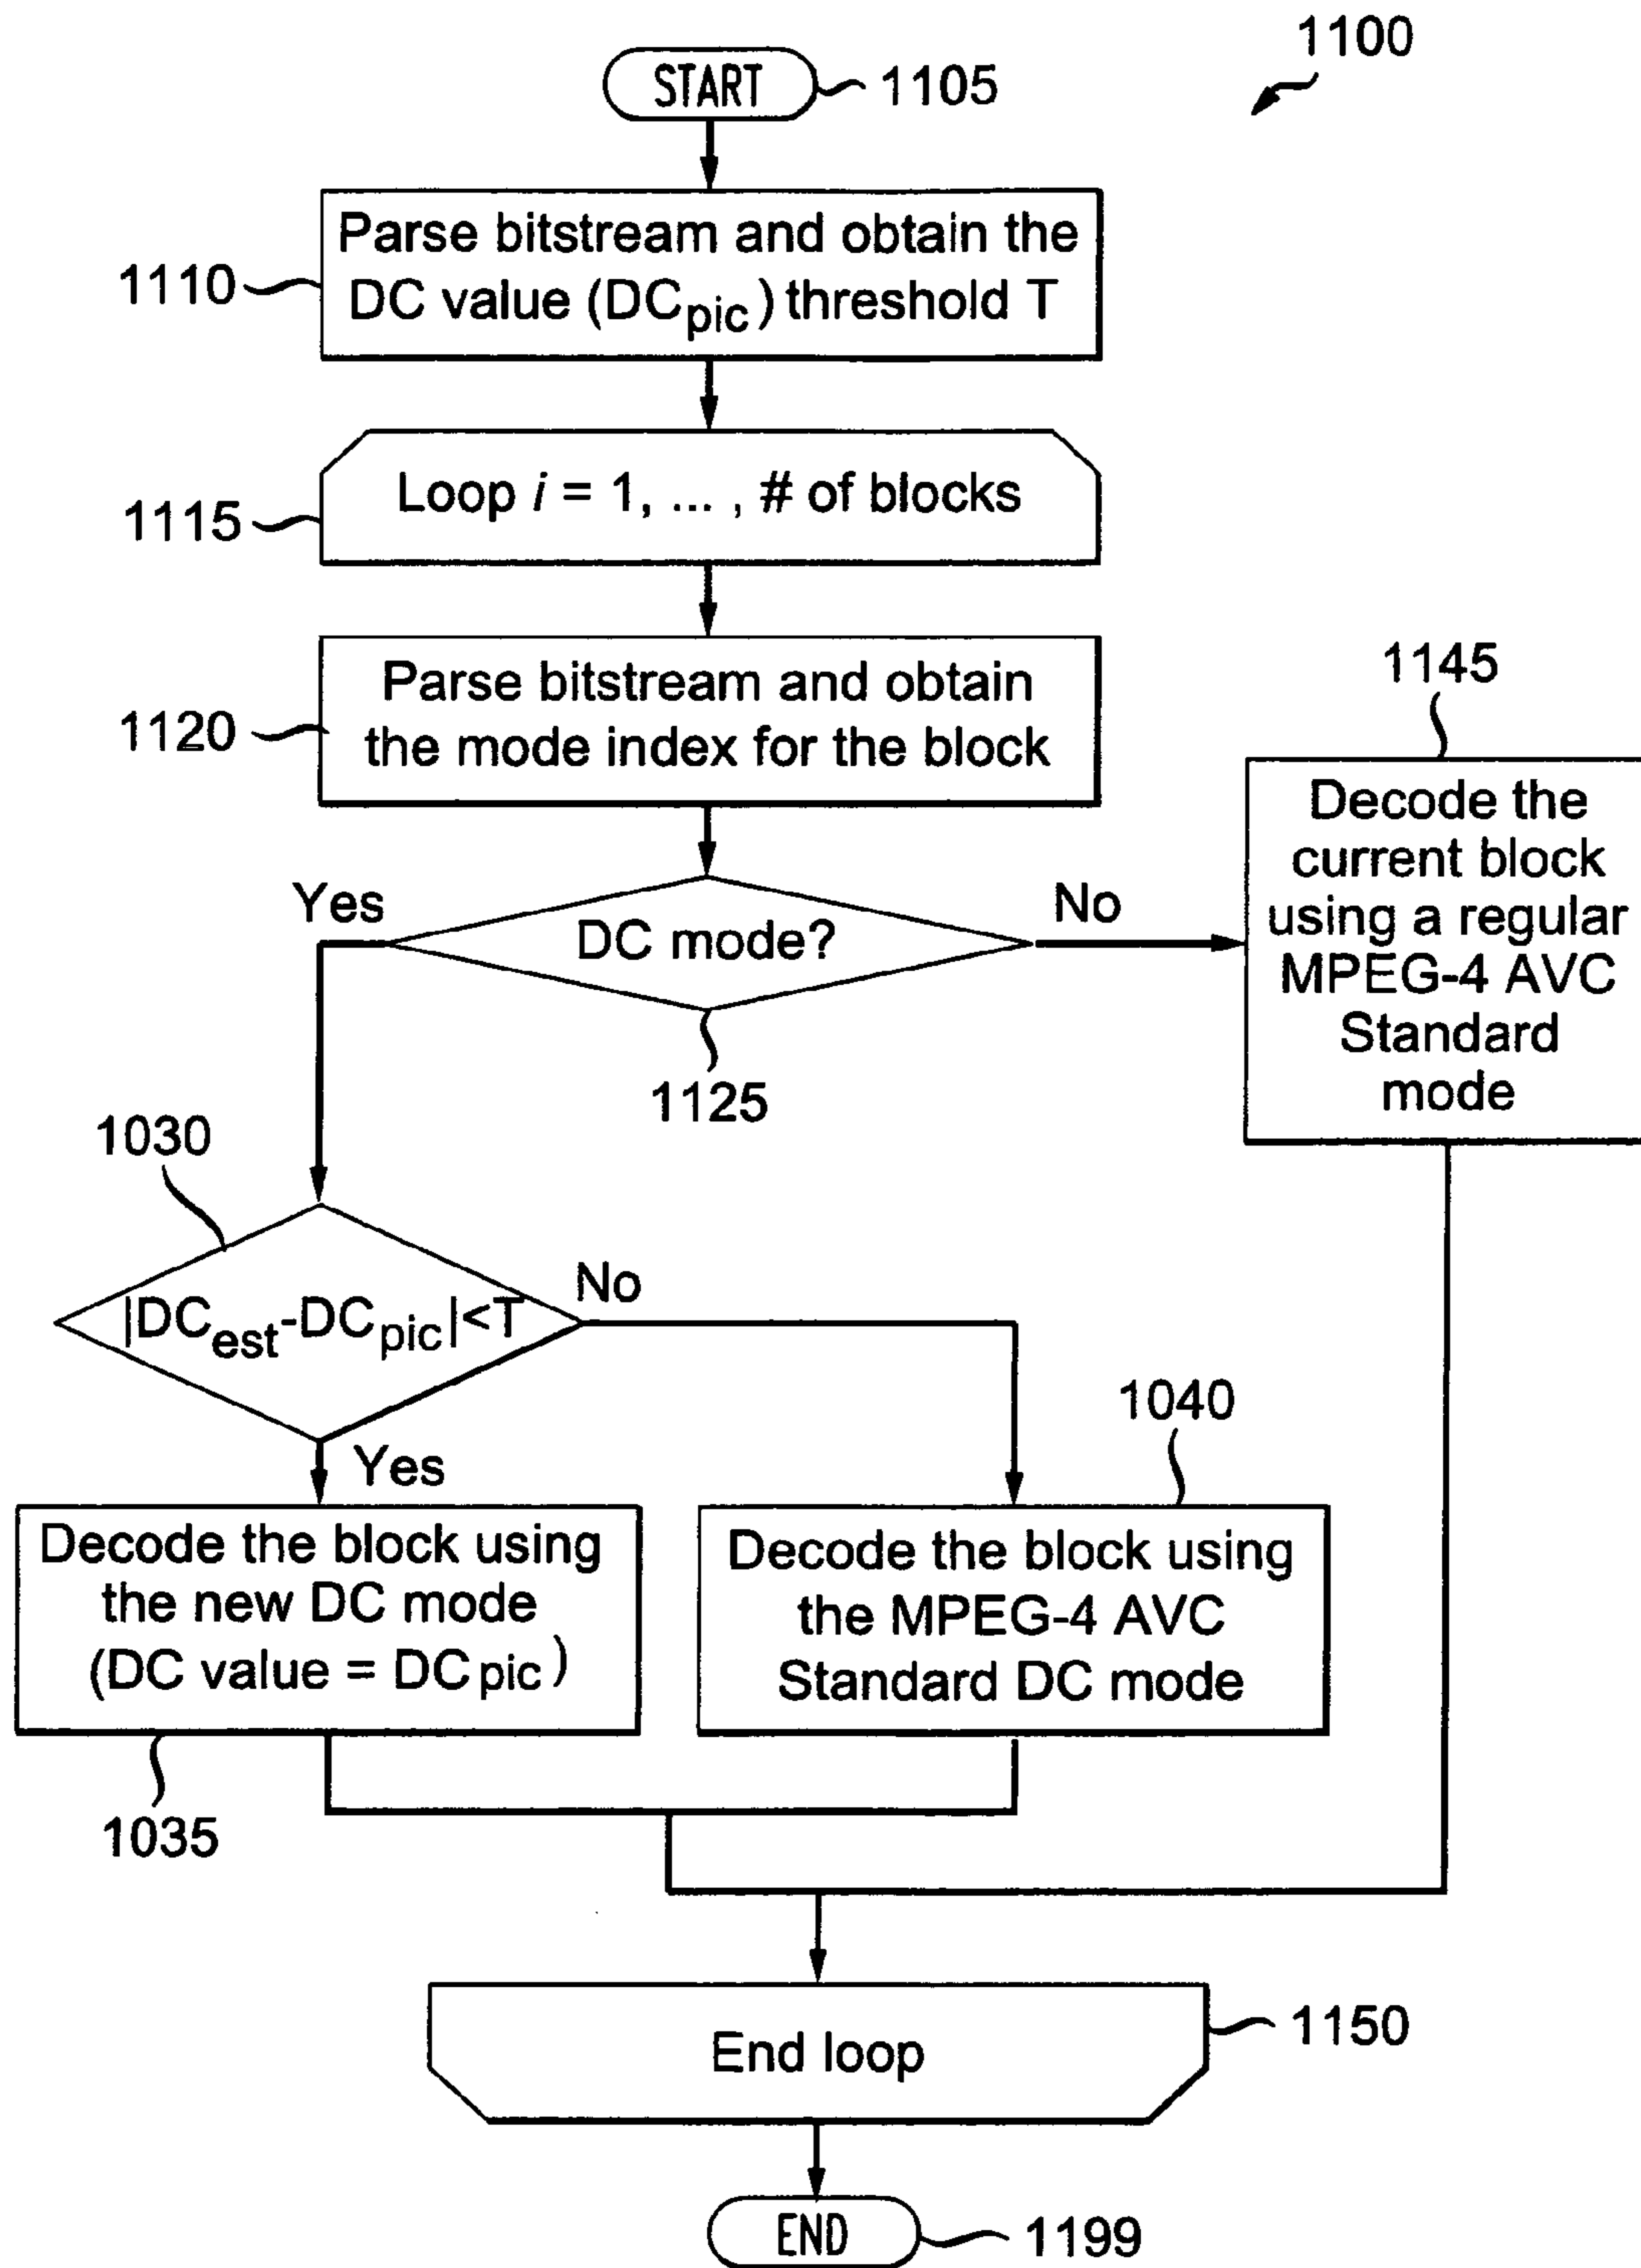 1100
START
1105
Parse bitstream and obtain the
DC value (DCpic) threshold T
1110
Loop i = 1, ... , # of blocks
1115
Parse bitstream and obtain
the mode index for the block
1120
1145
Decode the
current block
using a regular
MPEG-4 AVC
Standard
mode
Yes
DC mode?
No
1125
1030
|DCest-DCpic|<T
No
Yes
1040
Decode the block using
the new DC mode
(DC value = DCpic)
1035
Decode the block using
the MPEG-4 AVC
Standard DC mode
End loop
1150
END
1199